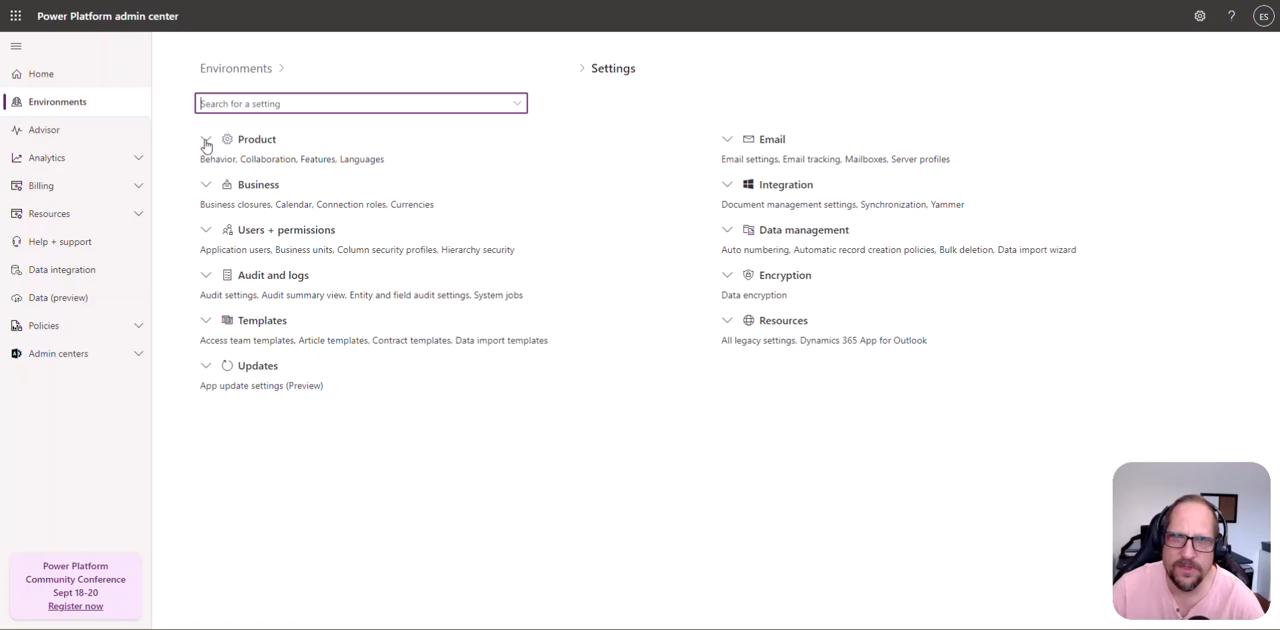 Power Platform admin center
ES
Home
Environments
Advisor
Analytics
Billing
Resources
Help + support
Data integration
Data (preview)
Policies
Admin centers
Power Platform
Community Conference
Sept 18-20
Register now
Environments
Settings
Search for a setting
Product
Behavior, Collaboration, Features, Languages
Business
Business closures, Calendar, Connection roles, Currencies
Users + permissions
Application users, Business units, Column security profiles, Hierarchy security
Audit and logs
Audit settings, Audit summary view, Entity and field audit settings, System jobs
Templates
Access team templates, Article templates, Contract templates, Data import templates
Updates
App update settings (Preview)
Email
Email settings, Email tracking, Mailboxes, Server profiles
Integration
Document management settings, Synchronization, Yammer
Data management
Auto numbering, Automatic record creation policies, Bulk deletion, Data import wizard
Encryption
Data encryption
Resources
All legacy settings, Dynamics 365 App for Outlook